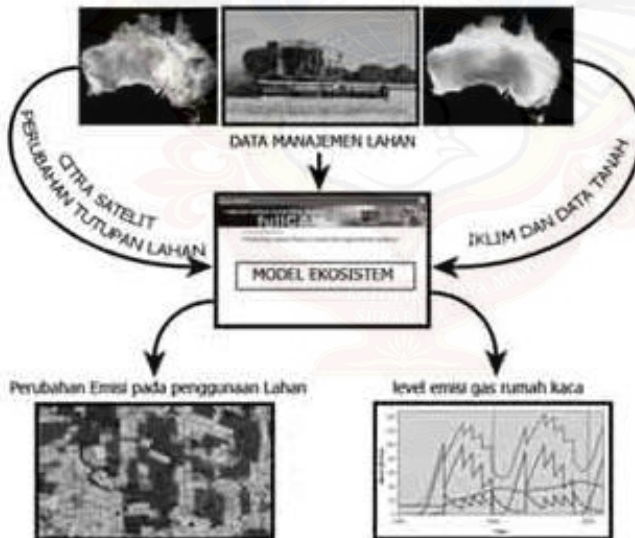 DATA MANAJEMEN LAHAN
CITRA SATELIT
PERUBAHAN TUTUPAN LAHAN
IKLIM DAN DATA TANAH
MODEL EKOSISTEM
Perubahan Emisi pada penggunaan Lahan
level emisi gas rumah kaca